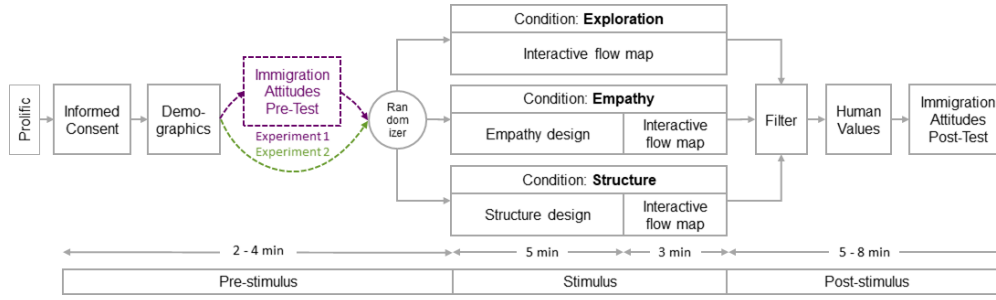 Prolific
Informed
Consent
Demo-
graphics
Immigration
Attitudes
Pre-Test
Experiment 1
Experiment 2
Ran
dom
izer
Condition: Exploration
Interactive flow map
Condition: Empathy
Empathy design
Interactive
flow map
Condition: Structure
Structure design
Interactive
flow map
Filter
Human
Values
Immigration
Attitudes
Post-Test
2 - 4 min
5 min
3 min
5 - 8 min
Pre-stimulus
Stimulus
Post-stimulus